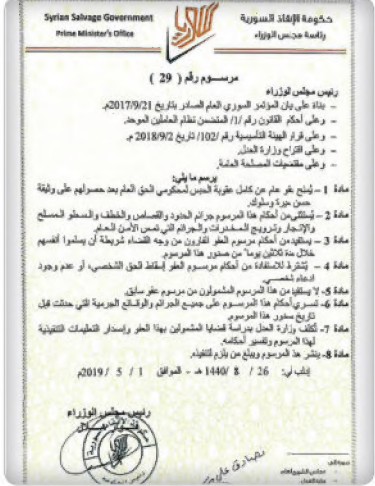 Syrian Salvage Government
Prime Minister's Office
حكومة الإنقاذ السورية
رئاسة مجلس الوزراء
مرسوم رقم ( 29 )
رئيس مجلس الوزراء
– بناءً على بيان المؤتمر السوري العام الصادر بتاريخ 2017/9/21م.
– وعلى أحكام القانون رقم /1/ المتضمن نظام العاملين الموحد.
– وعلى قرار الهيئة التأسيسية رقم /102/ تاريخ 2018/9/2م.
– وعلى اقتراح وزارة العدل.
– وعلى مقتضيات المصلحة العامة.
يرسم ما يلي:
مادة 1 – يُمنح عفو عام عن كامل عقوبة الحبس لمحكومي الحق العام بعد حصولهم على وثيقة
حسن سيرة وسلوك.
مادة 2 – يُستثنى من أحكام هذا المرسوم جرائم الحدود والقصاص والخطف والسطو المسلح
والإتجار وترويج المخدرات والجرائم التي تمس الأمن العام.
مادة 3 – يستفيد من أحكام مرسوم العفو الفارون من وجه القضاء شريطة أن يسلموا أنفسهم
خلال مدة ثلاثين يوماً من صدور هذا المرسوم.
مادة 4 – يُشترط للاستفادة من أحكام مرسوم العفو إسقاط الحق الشخصي، أو عدم وجود
ادعاء شخصي.
مادة 5- لا يستفيد من هذا المرسوم المشمولون من مرسوم عفو سابق.
مادة 6- تسري أحكام هذا المرسوم على جميع الجرائم والوقائع الجرمية التي حدثت قبل
تاريخ صدور هذا المرسوم.
مادة 7- تُكلف وزارة العدل بدراسة قضايا المشمولين بهذا العفو وإصدار التعليمات التنفيذية
لهذا المرسوم وتفسير أحكامه.
مادة 8- ينشر هذا المرسوم ويبلغ من يلزم لتنفيذه.
إدلب في: 26 / 8 / 1440 هـ - الموافق 1 / 5 / 2019م
رئيس مجلس الوزراء